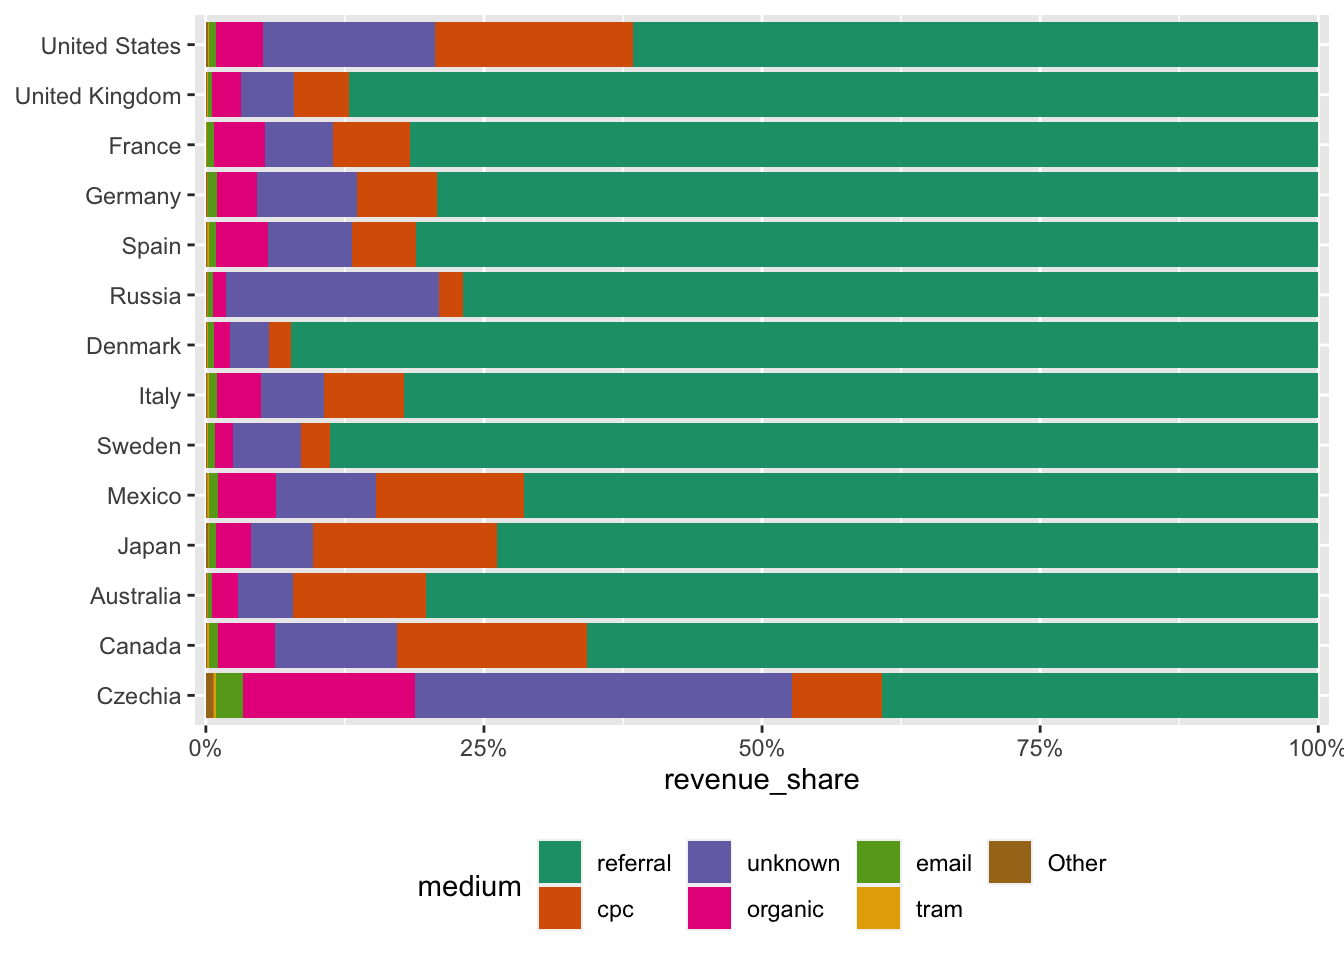 United States
United Kingdom
France
Germany
Spain
Russia
Denmark
Italy
Sweden
Mexico
Japan
Australia
Canada
Czechia
0% 25% 50% 75% 100%
revenue_share
medium
referral unknown email Other
cpc organic tram